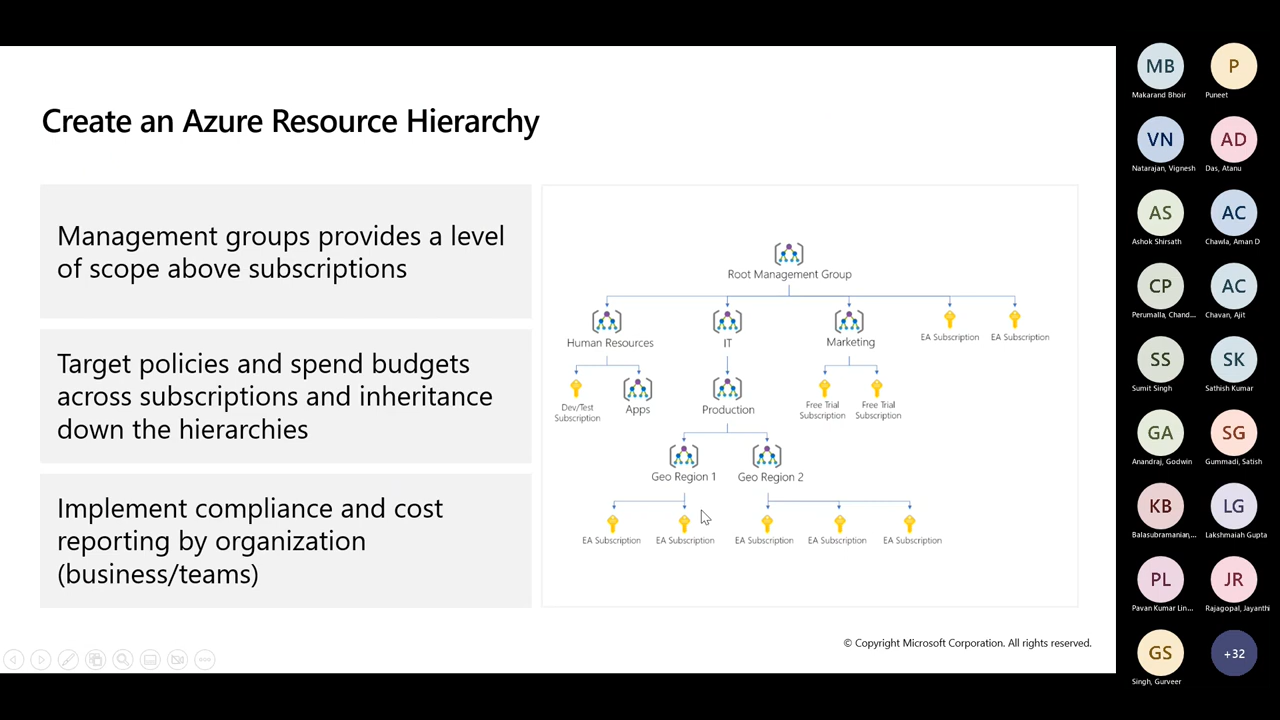 Create an Azure Resource Hierarchy
Management groups provides a level
of scope above subscriptions
Target policies and spend budgets
across subscriptions and inheritance
down the hierarchies
Implement compliance and cost
reporting by organization
(business/teams)
Root Management Group
Human Resources
IT
Marketing
EA Subscription
EA Subscription
Dev/Test
Subscription
Apps
Production
Free Trial
Subscription
Free Trial
Subscription
Geo Region 1
Geo Region 2
EA Subscription
EA Subscription
EA Subscription
EA Subscription
EA Subscription
© Copyright Microsoft Corporation. All rights reserved.
MB
Makarand Bhoir
P
Puneet
VN
Natarajan, Vignesh
AD
Das, Atanu
AS
Ashok Shirsath
AC
Chawla, Aman D
CP
Perumalla, Chand...
AC
Chavan, Ajit
SS
Sumit Singh
SK
Sathish Kumar
GA
Anandraj, Godwin
SG
Gummadi, Satish
KB
Balasubramanian,...
LG
Lakshmaiah Gupta
PL
Pavan Kumar Lin...
JR
Rajagopal, Jayanthi
GS
Singh, Gurveer
+32